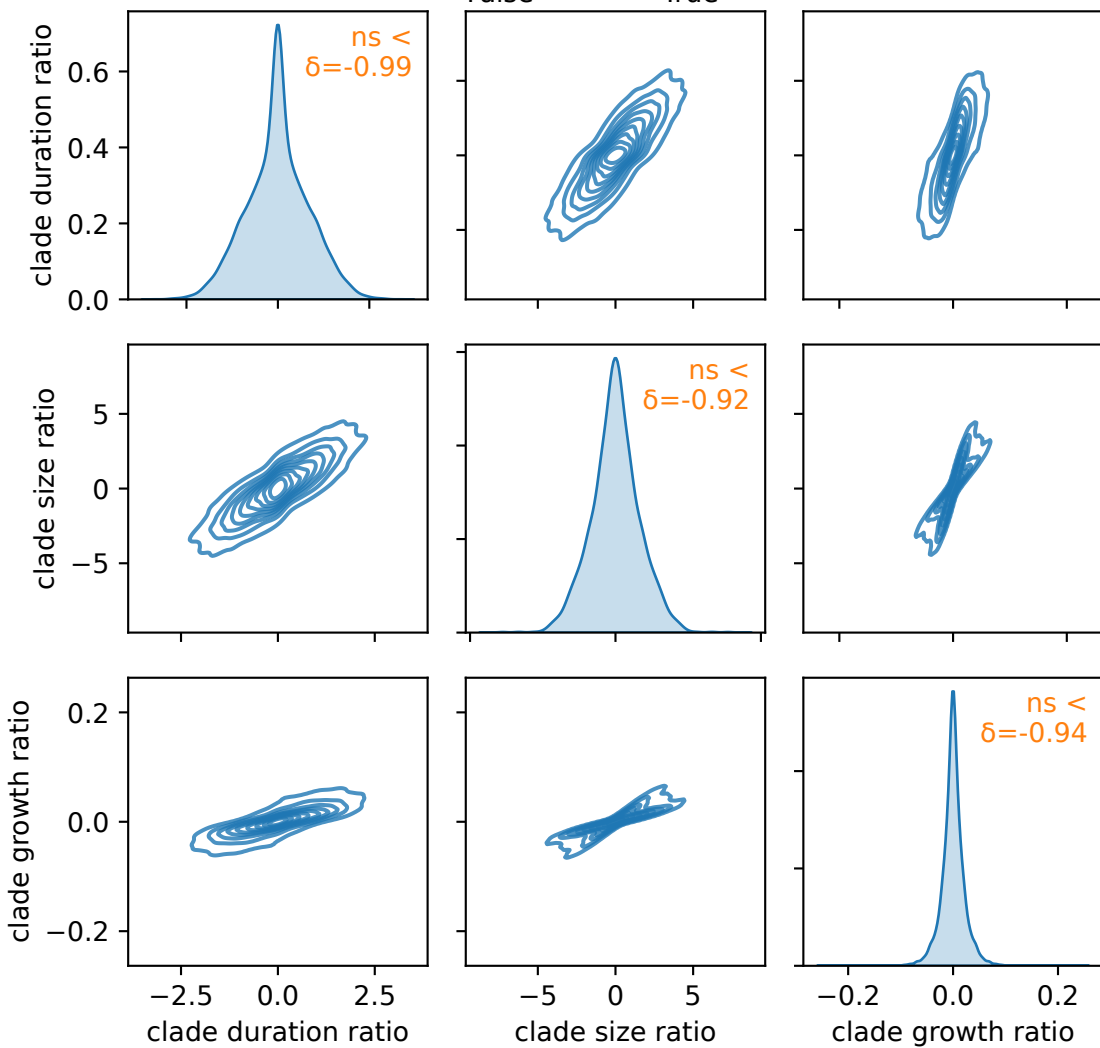 True
clade duration ratio
0.6
0.4
0.2
0.0
ns <
δ=-0.99
clade size ratio
5
0
−5
ns <
δ=-0.92
clade growth ratio
0.2
0.0
−0.2
ns <
δ=-0.94
−2.5 0.0 2.5 −5 0 5 −0.2 0.0 0.2
clade duration ratio clade size ratio clade growth ratio